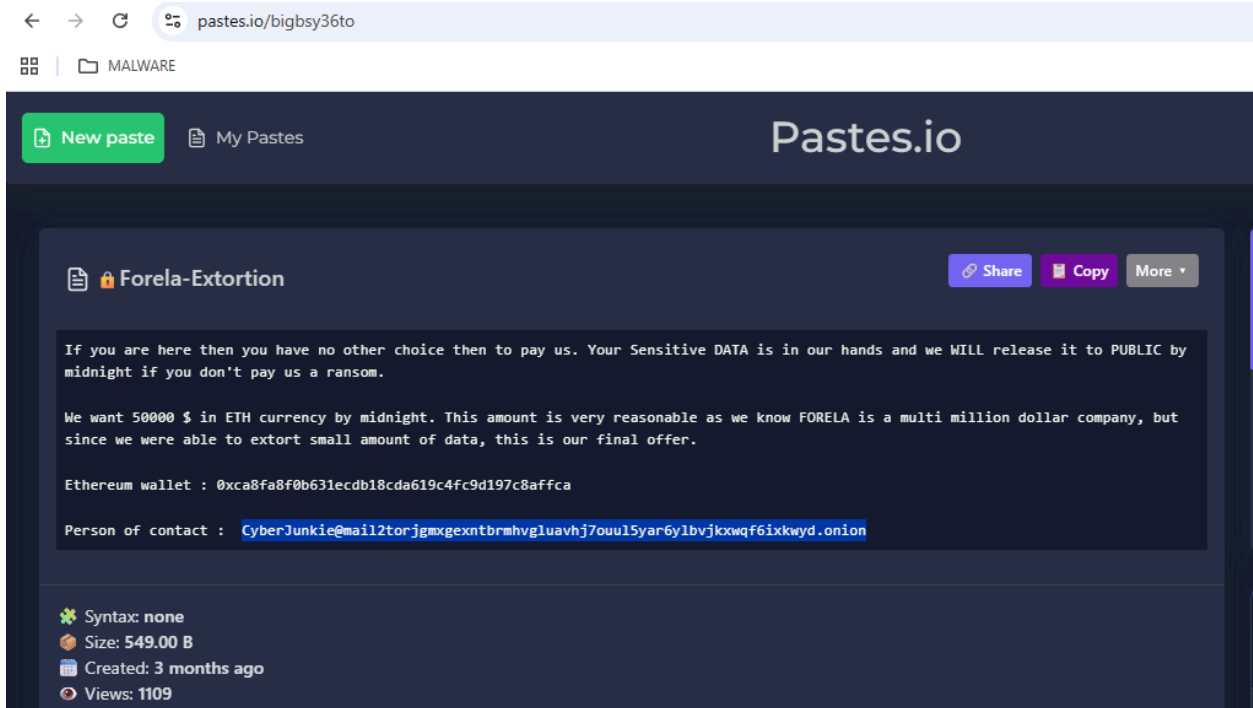 pastes.io/bigbsy36to
MALWARE
New paste
My Pastes
Pastes.io
Forela-Extortion
Share
Copy
More
If you are here then you have no other choice then to pay us. Your Sensitive DATA is in our hands and we WILL release it to PUBLIC by
midnight if you don't pay us a ransom.
We want 50000 $ in ETH currency by midnight. This amount is very reasonable as we know FORELA is a multi million dollar company, but
since we were able to extort small amount of data, this is our final offer.
Ethereum wallet : 0xca8fa8f0b631ecdb18cda619c4fc9d197c8affca
Person of contact : CyberJunkie@mail2torjgmxgexntbrmhvgluavhj7ouul5yar6ylbvjkxwqf6ixkwyd.onion
Syntax: none
Size: 549.00 B
Created: 3 months ago
Views: 1109